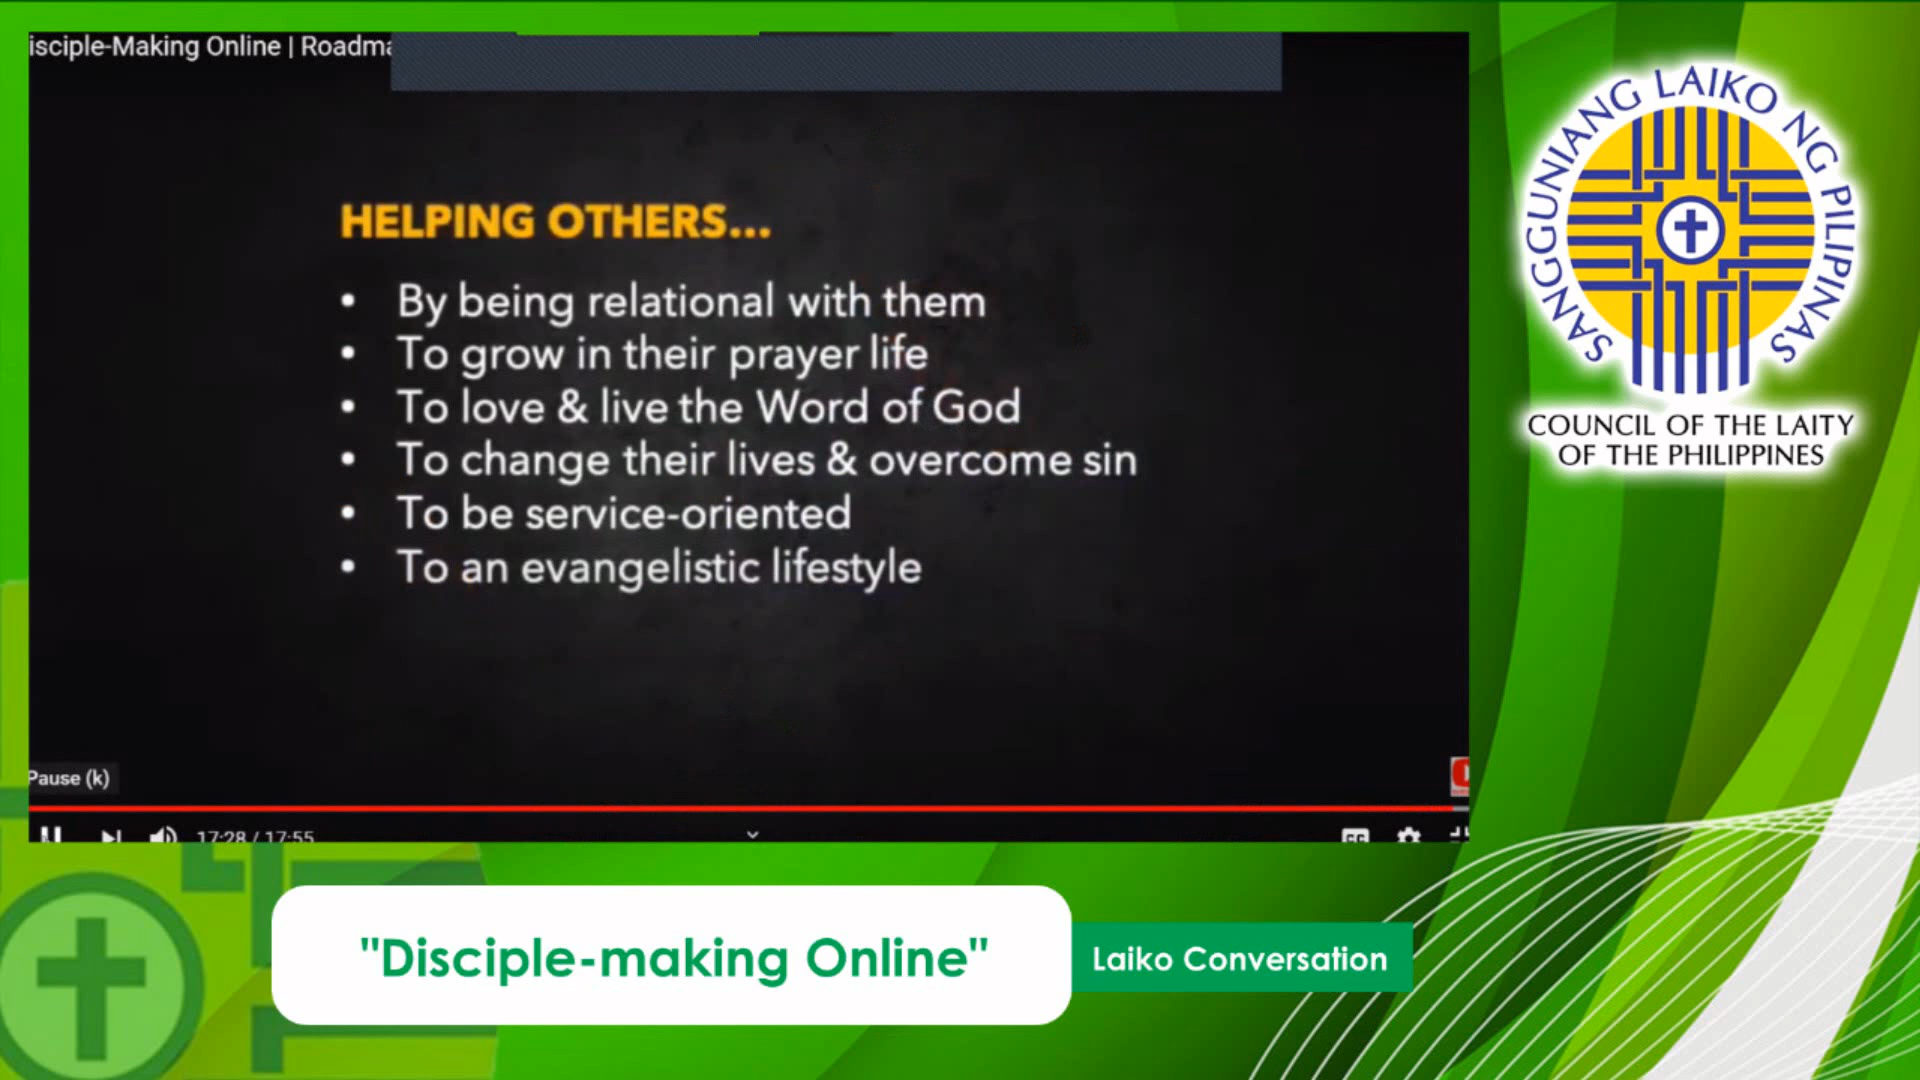 isciple-Making Online | Roadma
HELPING OTHERS...
• By being relational with them
• To grow in their prayer life
• To love & live the Word of God
• To change their lives & overcome sin
• To be service-oriented
• To an evangelistic lifestyle
Pause (k)
17:28 / 17:55
CC
SANGGUNIANG LAIKO NG PILIPINAS
COUNCIL OF THE LAITY
OF THE PHILIPPINES
"Disciple-making Online"
Laiko Conversation